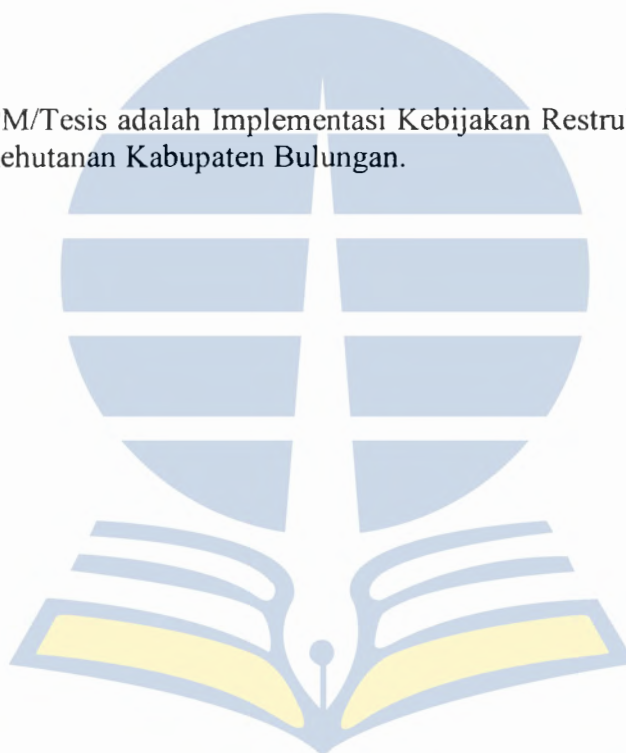 M/Tesis adalah Implementasi Kebijakan Restru
ehutanan Kabupaten Bulungan.